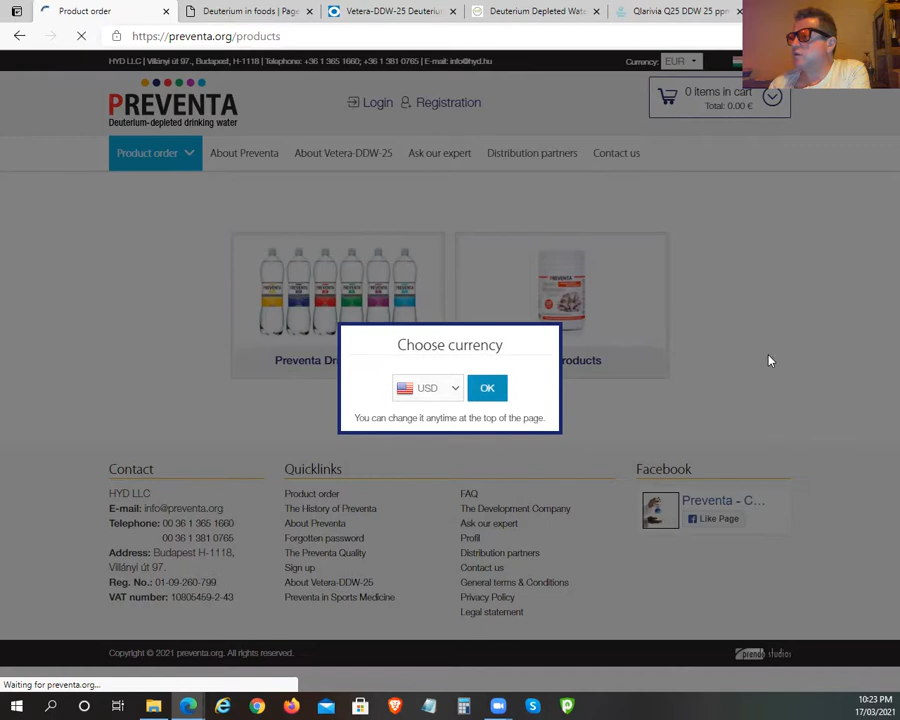 Product order
Deuterium in foods | Page
Vetera-DDW-25 Deuteriu
Deuterium Depleted Wate
Qlarivia Q25 DDW 25 ppm
https://preventa.org/products
HYD LLC | Villányi út 97., Budapest, H-1118 | Telephone: +36 1 365 1660; +36 1 381 0765 | E-mail: info@hyd.hu
Currency: EUR
PREVENTA
Deuterium-depleted drinking water
Login
Registration
0 items in cart
Total: 0.00 €
Product order
About Preventa
About Vetera-DDW-25
Ask our expert
Distribution partners
Contact us
PREVENTA
Preventa Dri
oducts
Choose currency
USD
OK
You can change it anytime at the top of the page.
Contact
HYD LLC
E-mail: info@preventa.org
Telephone: 00 36 1 365 1660
00 36 1 381 0765
Address: Budapest H-1118,
Villányi út 97.
Reg. No.: 01-09-260-799
VAT number: 10805459-2-43
Quicklinks
Product order
The History of Preventa
About Preventa
Forgotten password
The Preventa Quality
Sign up
About Vetera-DDW-25
Preventa in Sports Medicine
FAQ
The Development Company
Ask our expert
Profil
Distribution partners
Contact us
General terms & Conditions
Privacy Policy
Legal statement
Facebook
Preventa - C...
Like Page
Copyright © 2021 preventa.org. All rights reserved.
prendi studios
Waiting for preventa.org...
10:23 PM
17/03/2021